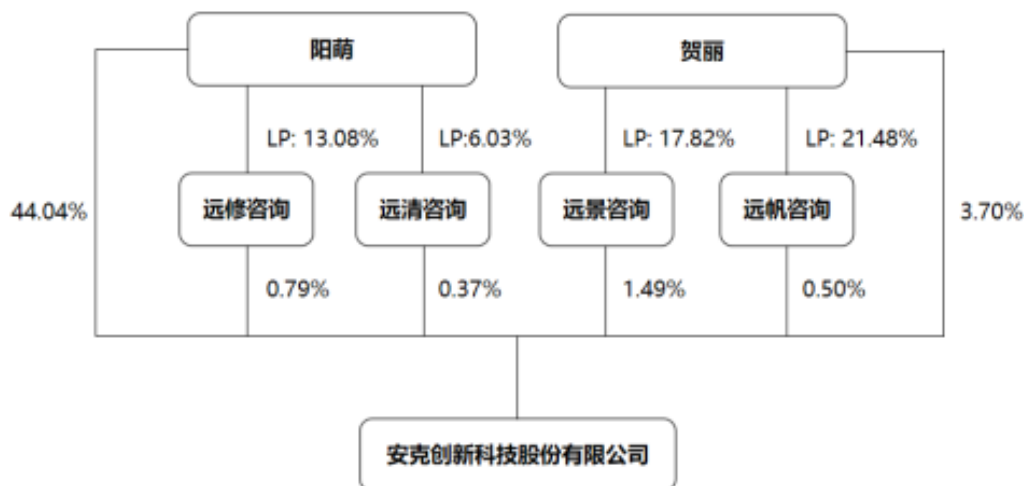 阳萌
贺丽
LP: 13.08%
LP:6.03%
LP: 17.82%
LP: 21.48%
44.04%
远修咨询
远清咨询
远景咨询
远帆咨询
3.70%
0.79%
0.37%
1.49%
0.50%
安克创新科技股份有限公司